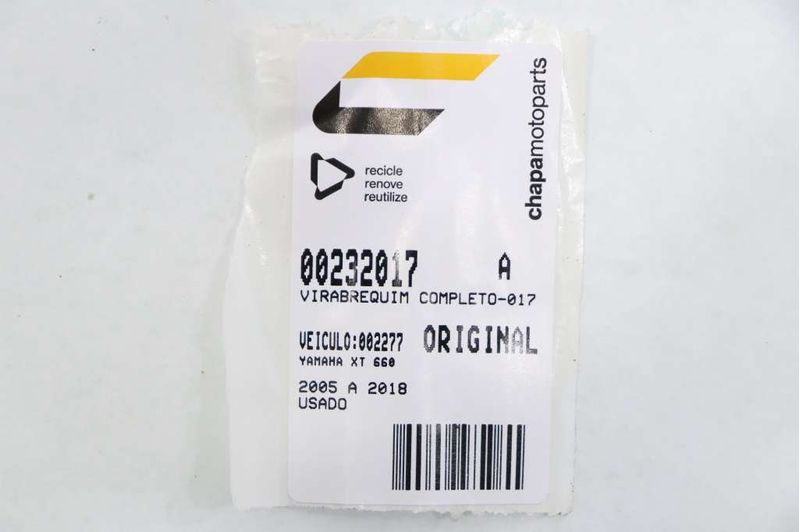 chapamotoparts
recicle
renove
reutilize
00232017 A
VIRABREQUIM COMPLETO-017
VEICULO:002277 ORIGINAL
YAMAHA XT 660
2005 A 2018
USADO